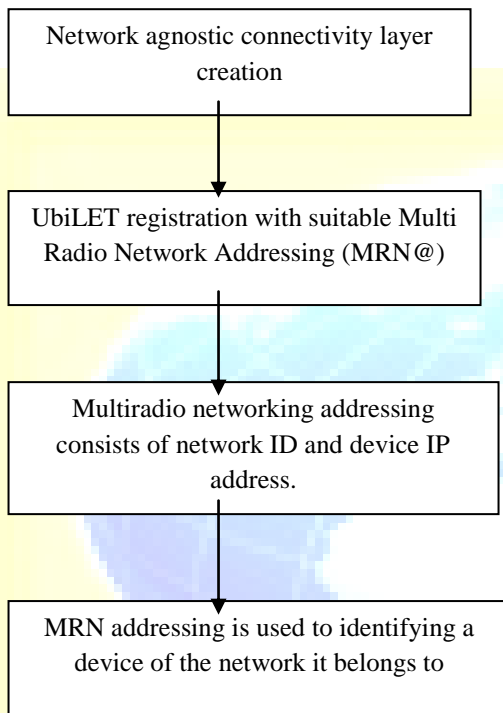 Network agnostic connectivity layer
creation
UbiLET registration with suitable Multi
Radio Network Addressing (MRN@)
Multiradio networking addressing
consists of network ID and device IP
address.
MRN addressing is used to identifying a
device of the network it belongs to